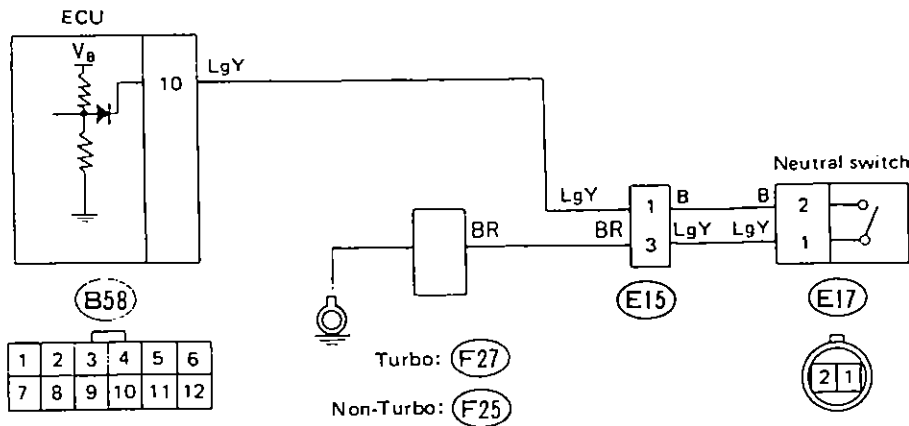 ECU
V_B
10
LgY
Neutral switch
LgY
1
B
B
2
BR
BR
3
LgY
LgY
1
B58
E15
E17
1 2 3 4 5 6
7 8 9 10 11 12
Turbo: F27
Non-Turbo: F25
2 1